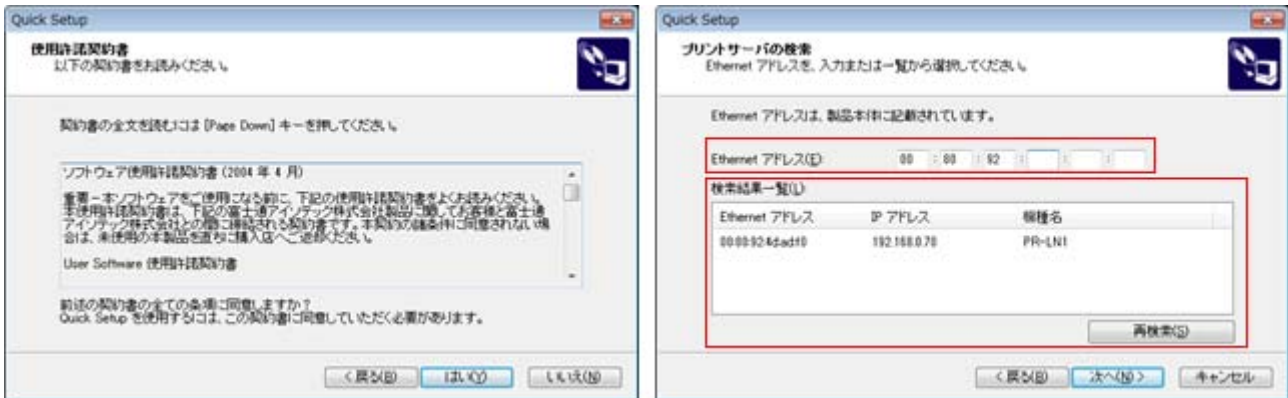 Quick Setup
使用許諾契約書
以下の契約書をお読みください。
契約書の全文を読むには [Page Down] キーを押してください。
ソフトウェア使用許諾契約書 (2004 年 4 月)
重要－本ソフトウェアをご使用になる前に、下記の使用許諾契約書をよくお読みください。
本使用許諾契約書は、下記の富士通アイソテック株式会社製品に関してお客様と富士通
アイソテック株式会社との間に締結される契約書です。本契約の諸条件に同意されない場
合は、未使用の本製品を直ちに購入店へご返却ください。
User Software 使用許諾契約書
前述の契約書の全ての条項に同意しますか?
Quick Setup を使用するには、この契約書に同意していただく必要があります。
< 戻る(B)
はい(Y)
いいえ(N)
Quick Setup
プリントサーバの検索
Ethernet アドレスを、入力または一覧から選択してください。
Ethernet アドレスは、製品本体に記載されています。
Ethernet アドレス(E)
00 : 80 : 92 : : :
検索結果一覧(L)
Ethernet アドレス IP アドレス 機種名
00:80:92:4d:ad:f0 192.168.0.70 PR-LN1
再検索(S)
< 戻る(B)
次へ(N) >
キャンセル